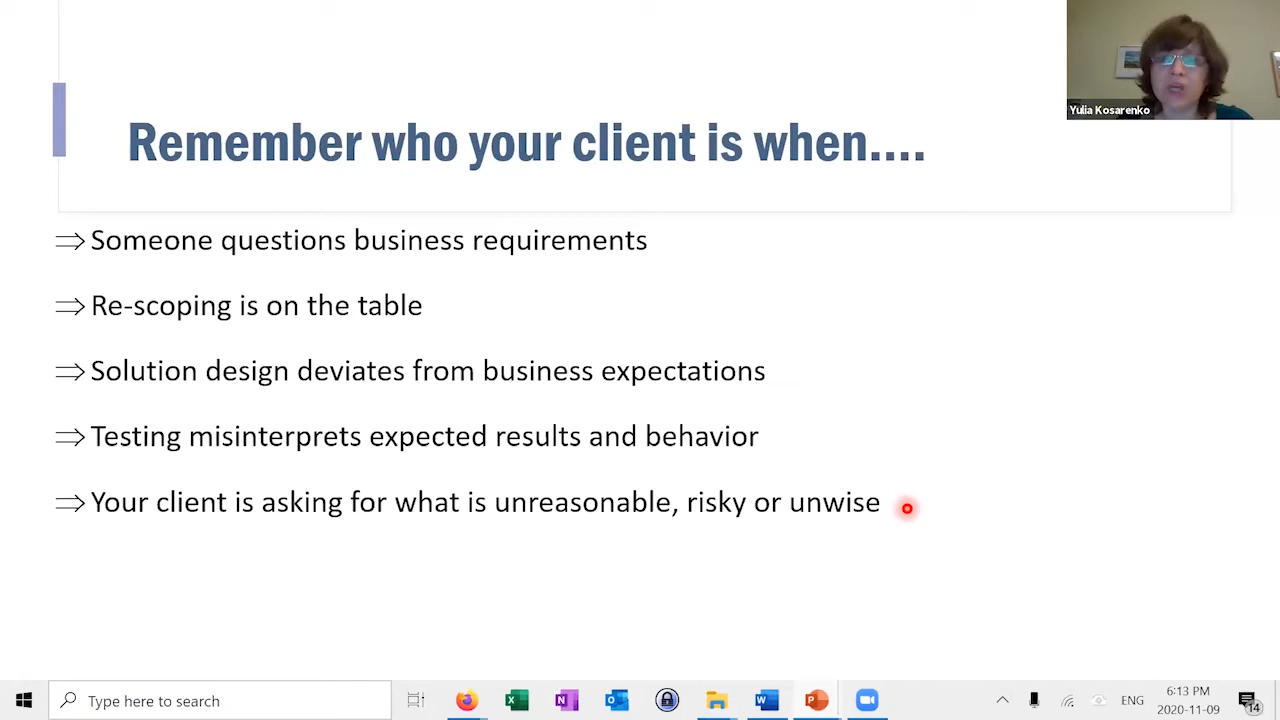 Yulia Kosarenko
Remember who your client is when....
⇒Someone questions business requirements
⇒Re-scoping is on the table
⇒Solution design deviates from business expectations
⇒Testing misinterprets expected results and behavior
⇒Your client is asking for what is unreasonable, risky or unwise
Type here to search
ENG
6:13 PM
2020-11-09
14